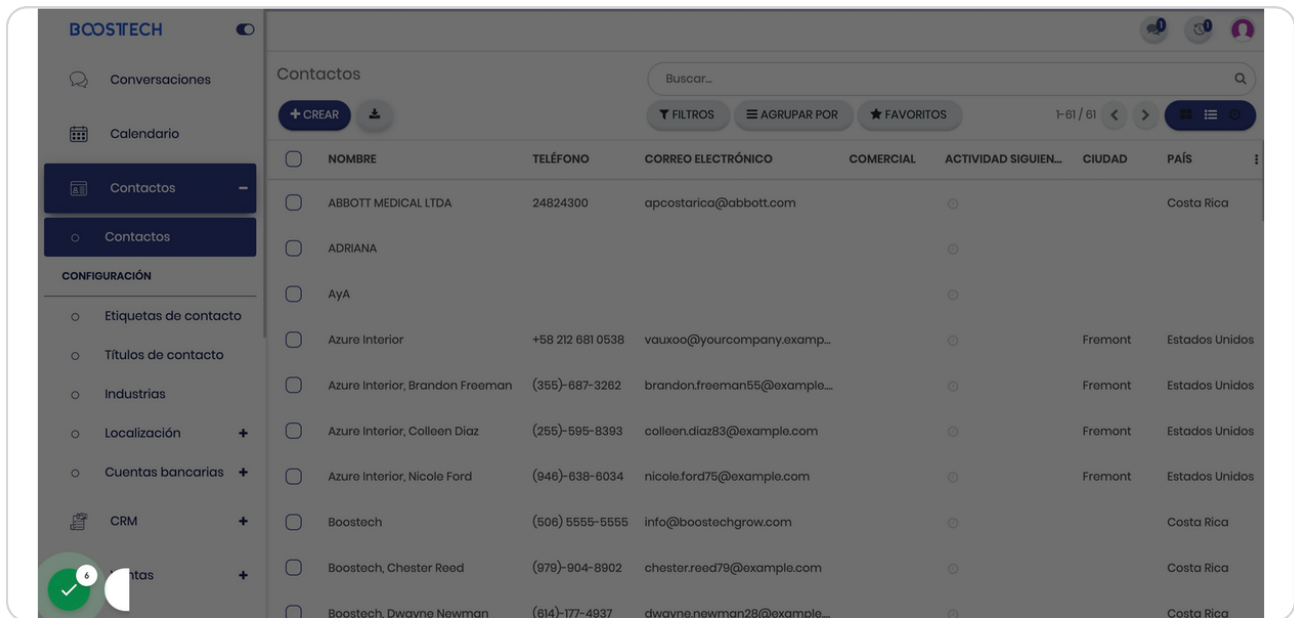 BOOSTECH
0 0
Conversaciones
Calendario
Contactos
Contactos
CONFIGURACIÓN
Etiquetas de contacto
Títulos de contacto
Industrias
Localización
Cuentas bancarias
CRM
6
Contactos
Buscar...
CREAR
FILTROS AGRUPAR POR FAVORITOS 1-61 / 61
NOMBRE TELÉFONO CORREO ELECTRÓNICO COMERCIAL ACTIVIDAD SIGUIEN... CIUDAD PAÍS
ABBOTT MEDICAL LTDA 24824300 apcostarica@abbott.com Costa Rica
ADRIANA
AyA
Azure Interior +58 212 681 0538 vauxoo@yourcompany.examp... Fremont Estados Unidos
Azure Interior, Brandon Freeman (355)-687-3262 brandon.freeman55@example.... Fremont Estados Unidos
Azure Interior, Colleen Diaz (255)-595-8393 colleen.diaz83@example.com Fremont Estados Unidos
Azure Interior, Nicole Ford (946)-638-6034 nicole.ford75@example.com Fremont Estados Unidos
Boostech (506) 5555-5555 info@boostechgrow.com Costa Rica
Boostech, Chester Reed (979)-904-8902 chester.reed79@example.com Costa Rica
Boostech, Dwayne Newman (614)-177-4937 dwayne.newman28@example.... Costa Rica